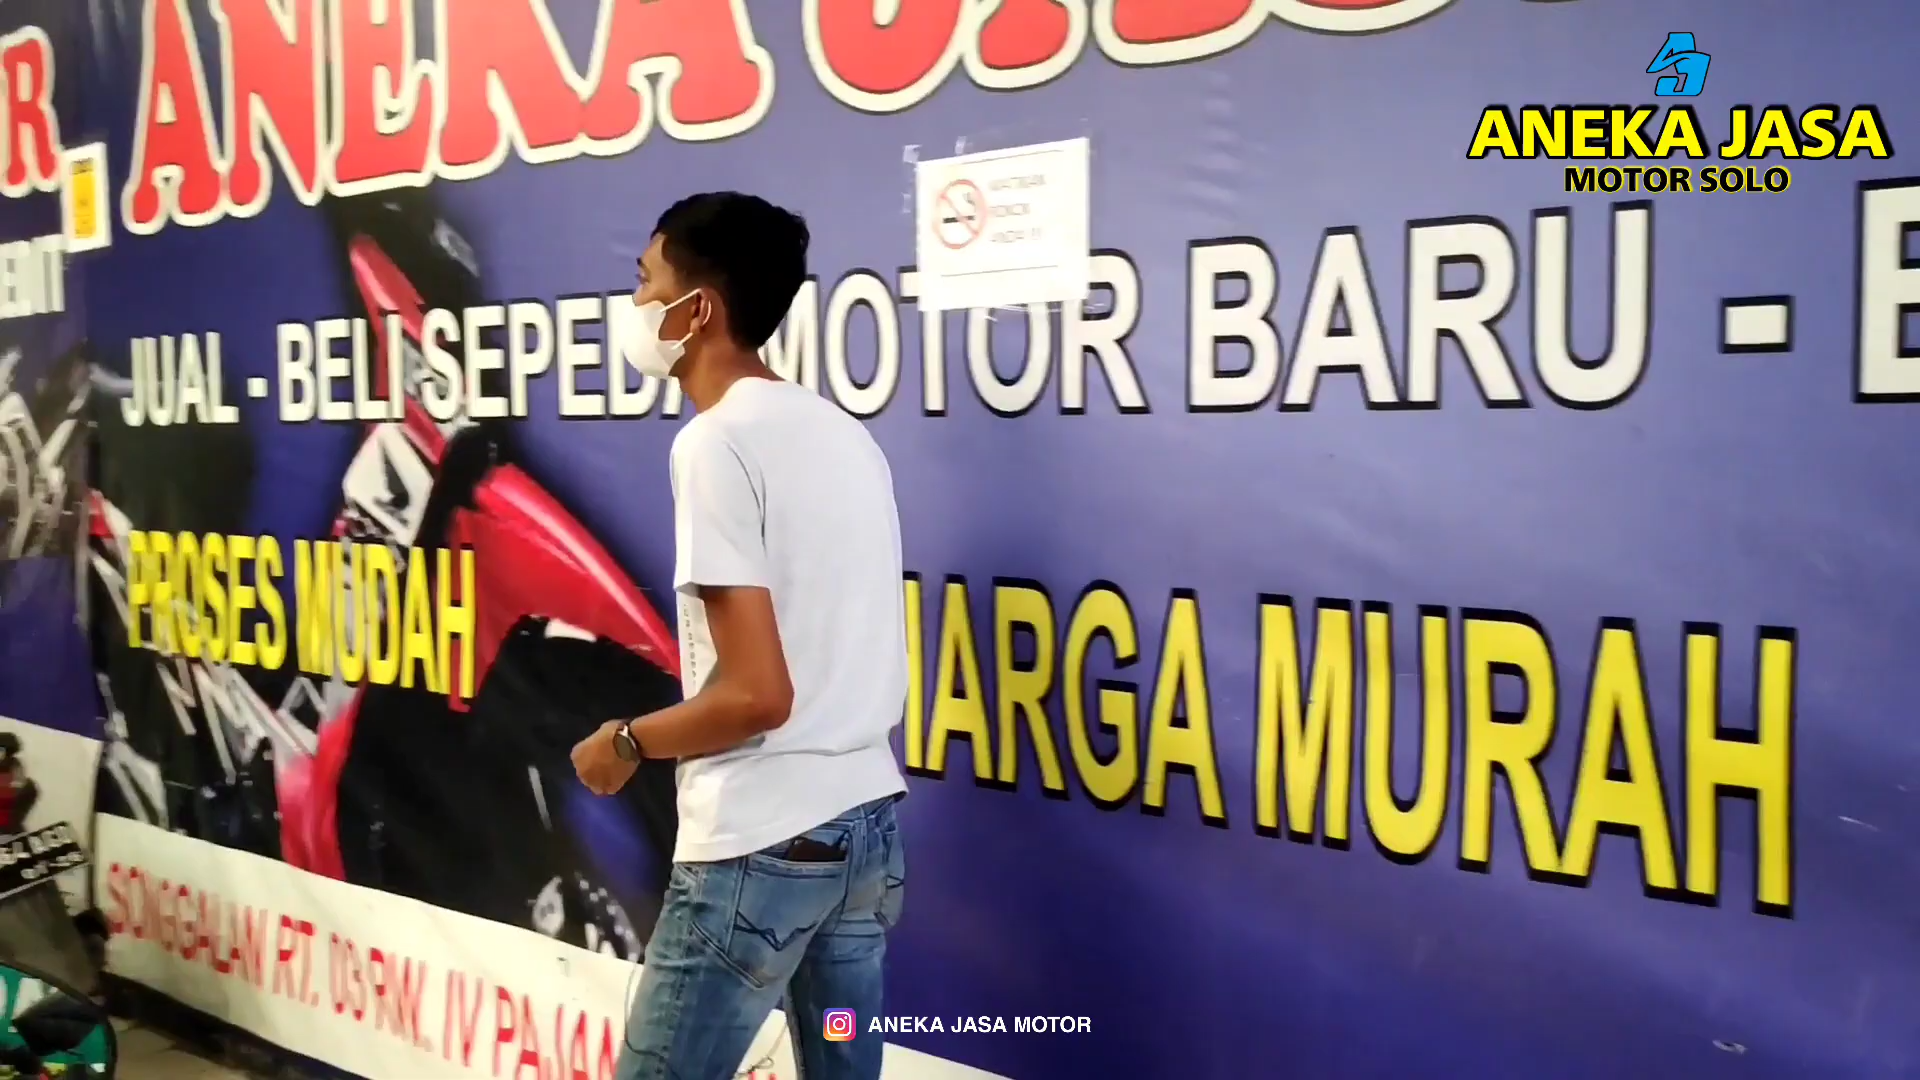 ANEKA JASA
MOTOR SOLO
ANEKA
JUAL - BELI SEPEDA MOTOR BARU -
PROSES MUDAH
HARGA MURAH
SONGGALAN RT. 03 RW. IV
ANEKA JASA MOTOR